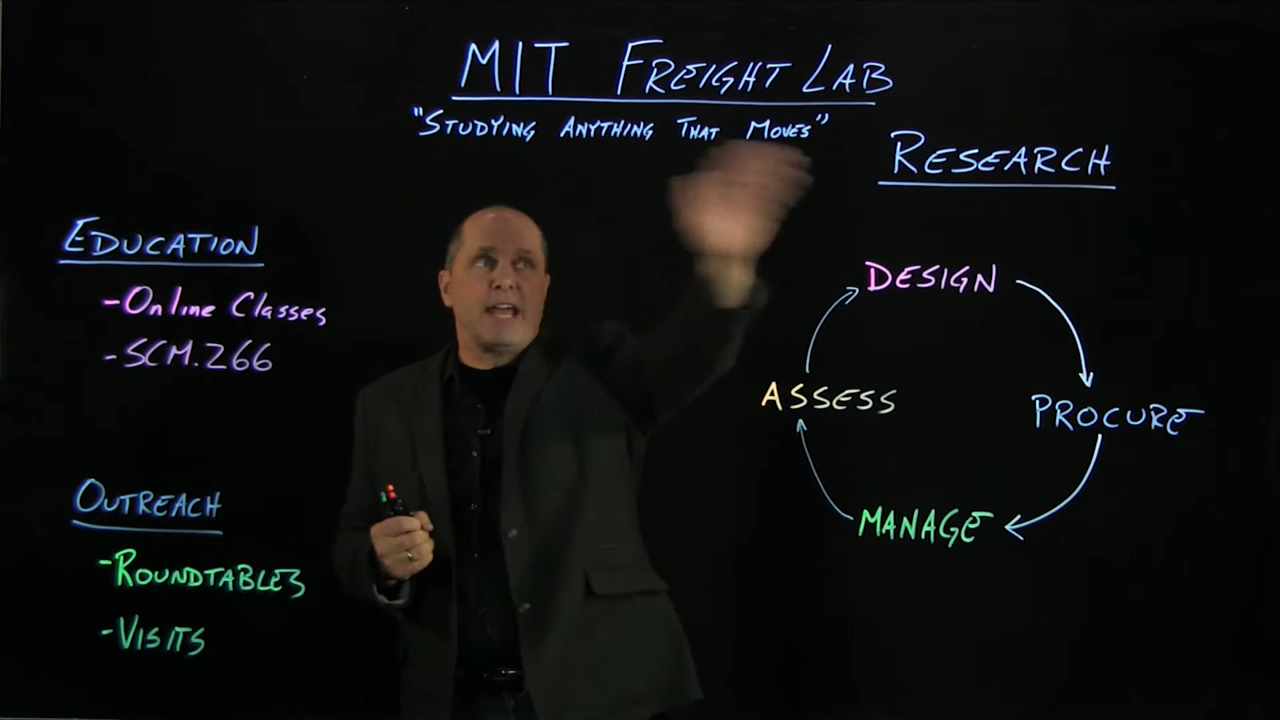 MIT FREIGHT LAB
"STUDYING ANYTHING THAT MOVES"
RESEARCH
EDUCATION
-Online Classes
-SCM.266
OUTREACH
-ROUNDTABLES
-VISITS
DESIGN
PROCURE
MANAGE
ASSESS